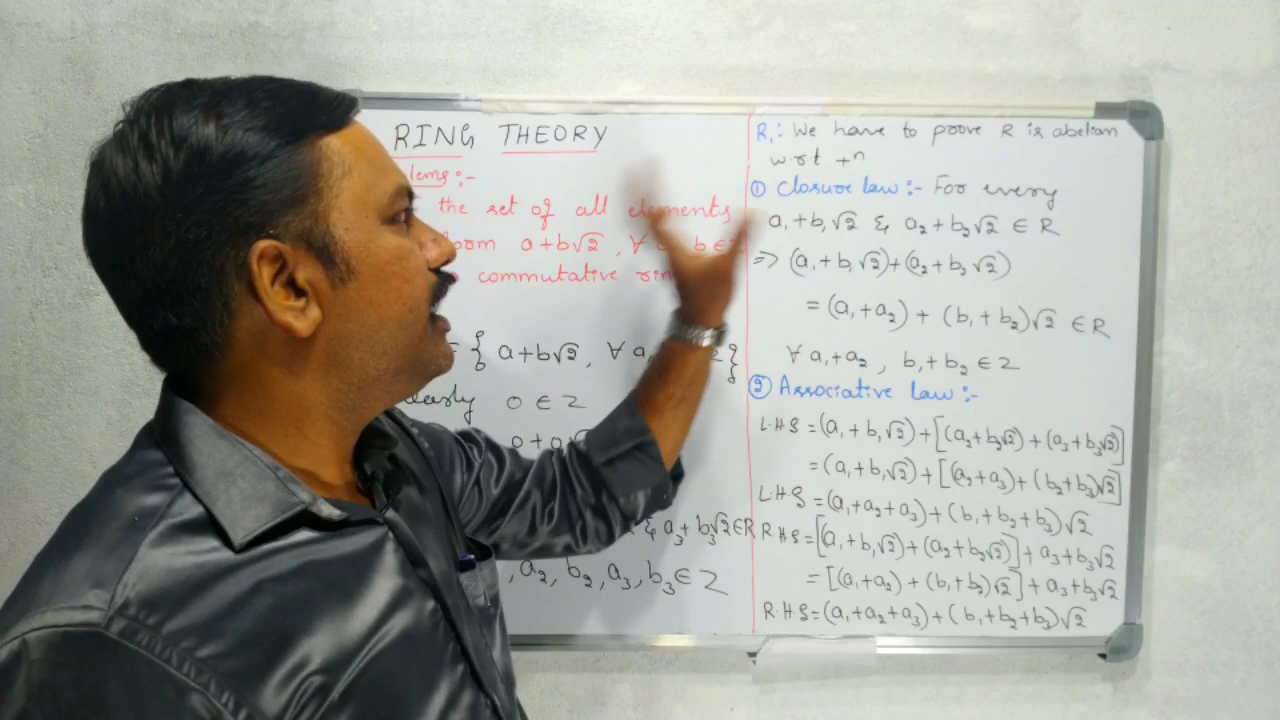 RING THEORY
lems:-
the set of all elements
a+b√2, ∀ b∈Z
commutative rin
{ a+b√2, ∀ a, Z}
0 ∈ Z
& a₃+b₃√2∈R
, a₂, b₂, a₃, b₃ ∈ Z
R₁: We have to poove R is abelian
w.r.t +n
① Closure law:- For every
a₁+b₁√2 & a₂+b₂√2 ∈ R
=> (a₁+b₁√2)+(a₂+b₂√2)
= (a₁+a₂) + (b₁+b₂)√2 ∈ R
∀ a₁+a₂, b₁+b₂ ∈ Z
② Associative law:-
L.H.S = (a₁+b₁√2)+[(a₂+b₂√2)+(a₃+b₃√2)]
= (a₁+b₁√2)+[(a₂+a₃)+(b₂+b₃)√2]
L.H.S = (a₁+a₂+a₃)+(b₁+b₂+b₃)√2
R.H.S = [(a₁+b₁√2)+(a₂+b₂√2)]+a₃+b₃√2
= [(a₁+a₂)+(b₁+b₂)√2]+a₃+b₃√2
R.H.S = (a₁+a₂+a₃)+(b₁+b₂+b₃)√2